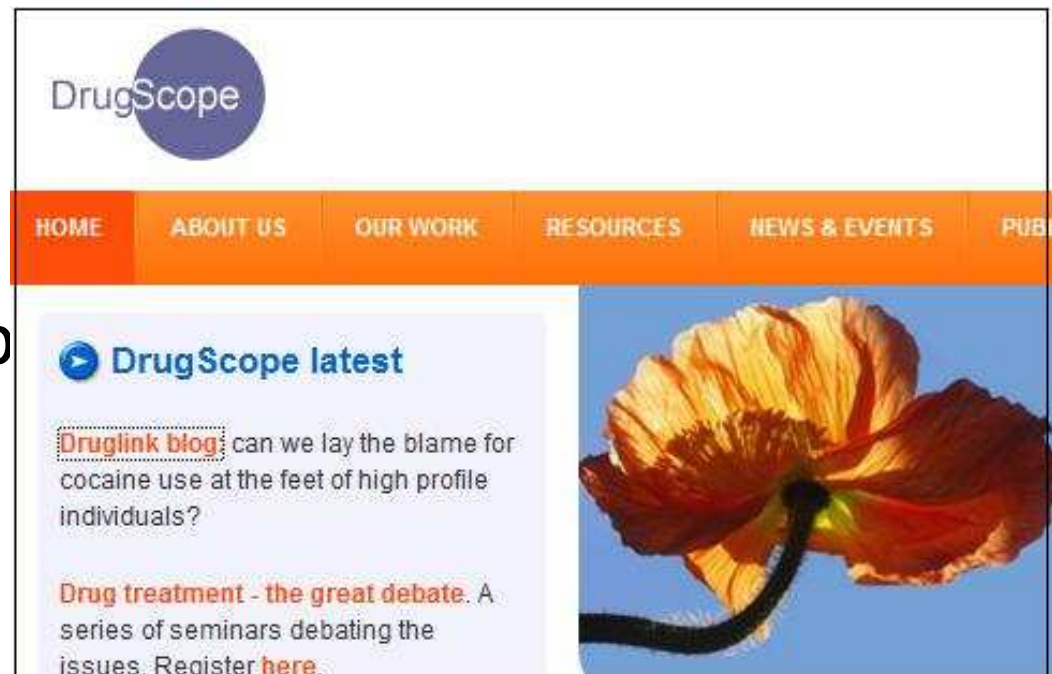 DrugScope
HOME ABOUT US OUR WORK RESOURCES NEWS & EVENTS
DrugScope latest
Druglink blog: can we lay the blame for
cocaine use at the feet of high profile
individuals?
Drug treatment - the great debate. A
series of seminars debating the
issues. Register here.